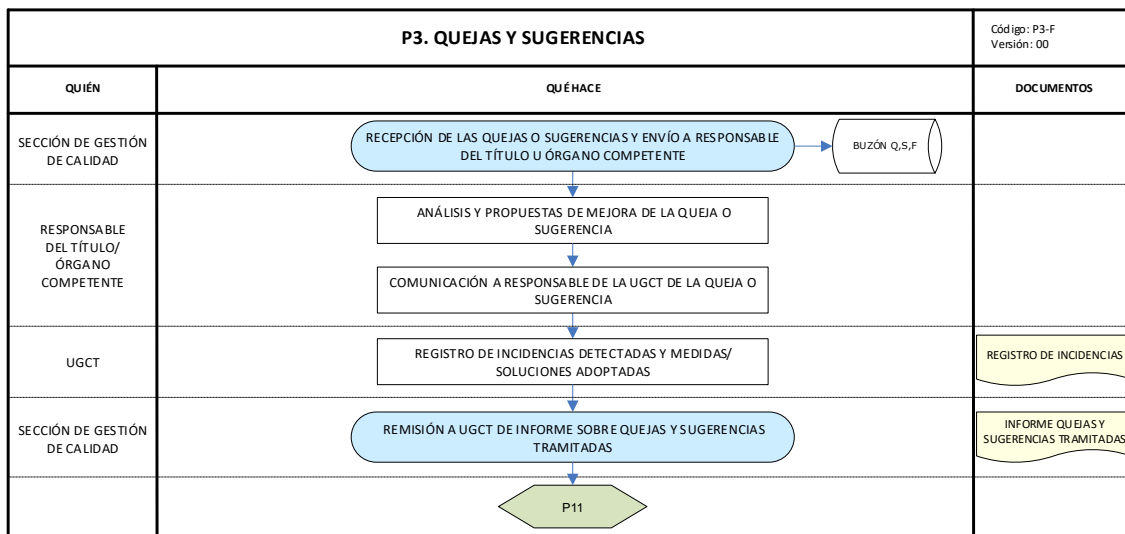 P3. QUEJAS Y SUGERENCIAS
Código: P3-F
Versión: 00
QUIÉN
QUÉ HACE
DOCUMENTOS
SECCIÓN DE GESTIÓN
DE CALIDAD
RECEPCIÓN DE LAS QUEJAS O SUGERENCIAS Y ENVÍO A RESPONSABLE
DEL TÍTULO U ÓRGANO COMPETENTE
BUZÓN Q,S,F
RESPONSABLE
DEL TÍTULO/
ÓRGANO
COMPETENTE
ANÁLISIS Y PROPUESTAS DE MEJORA DE LA QUEJA O
SUGERENCIA
COMUNICACIÓN A RESPONSABLE DE LA UGCT DE LA QUEJA O
SUGERENCIA
UGCT
REGISTRO DE INCIDENCIAS DETECTADAS Y MEDIDAS/
SOLUCIONES ADOPTADAS
REGISTRO DE INCIDENCIAS
SECCIÓN DE GESTIÓN
DE CALIDAD
REMISIÓN A UGCT DE INFORME SOBRE QUEJAS Y SUGERENCIAS
TRAMITADAS
INFORME QUEJAS Y
SUGERENCIAS TRAMITADAS
P11